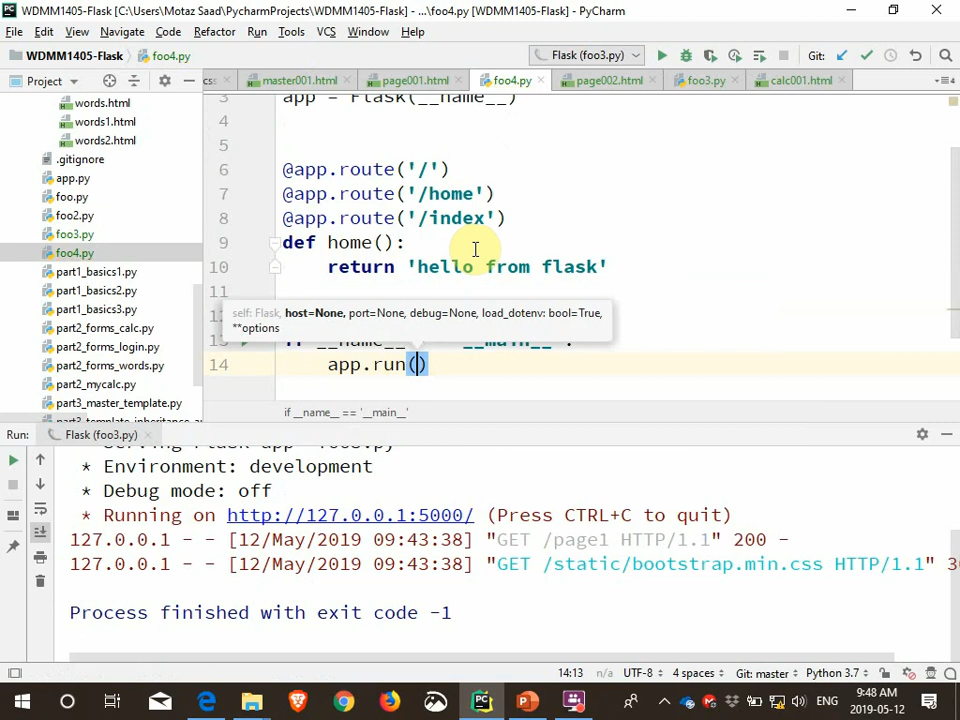 WDMM1405-Flask [C:\Users\Motaz Saad\PycharmProjects\WDMM1405-Flask] - ...\foo4.py [WDMM1405-Flask] - PyCharm
File Edit View Navigate Code Refactor Run Tools VCS Window Help
WDMM1405-Flask foo4.py Flask (foo3.py) Git:
Project css master001.html page001.html foo4.py page002.html foo3.py calc001.html
words.html
words1.html
words2.html
.gitignore
app.py
foo.py
foo2.py
foo3.py
foo4.py
part1_basics1.py
part1_basics2.py
part1_basics3.py
part2_forms_calc.py
part2_forms_login.py
part2_forms_words.py
part2_mycalc.py
part3_master_template.py
3 app = Flask(__name__)
4
5
6 @app.route('/')
7 @app.route('/home')
8 @app.route('/index')
9 def home():
10 return 'hello from flask'
11
self: Flask, host=None, port=None, debug=None, load_dotenv: bool=True,
**options
14 app.run()
if __name__ == '__main__'
Run: Flask (foo3.py)
* Environment: development
* Debug mode: off
* Running on http://127.0.0.1:5000/ (Press CTRL+C to quit)
127.0.0.1 - - [12/May/2019 09:43:38] "GET /page1 HTTP/1.1" 200 -
127.0.0.1 - - [12/May/2019 09:43:38] "GET /static/bootstrap.min.css HTTP/1.1"
Process finished with exit code -1
14:13 n/a UTF-8 4 spaces Git: master Python 3.7
ENG
9:48 AM
2019-05-12